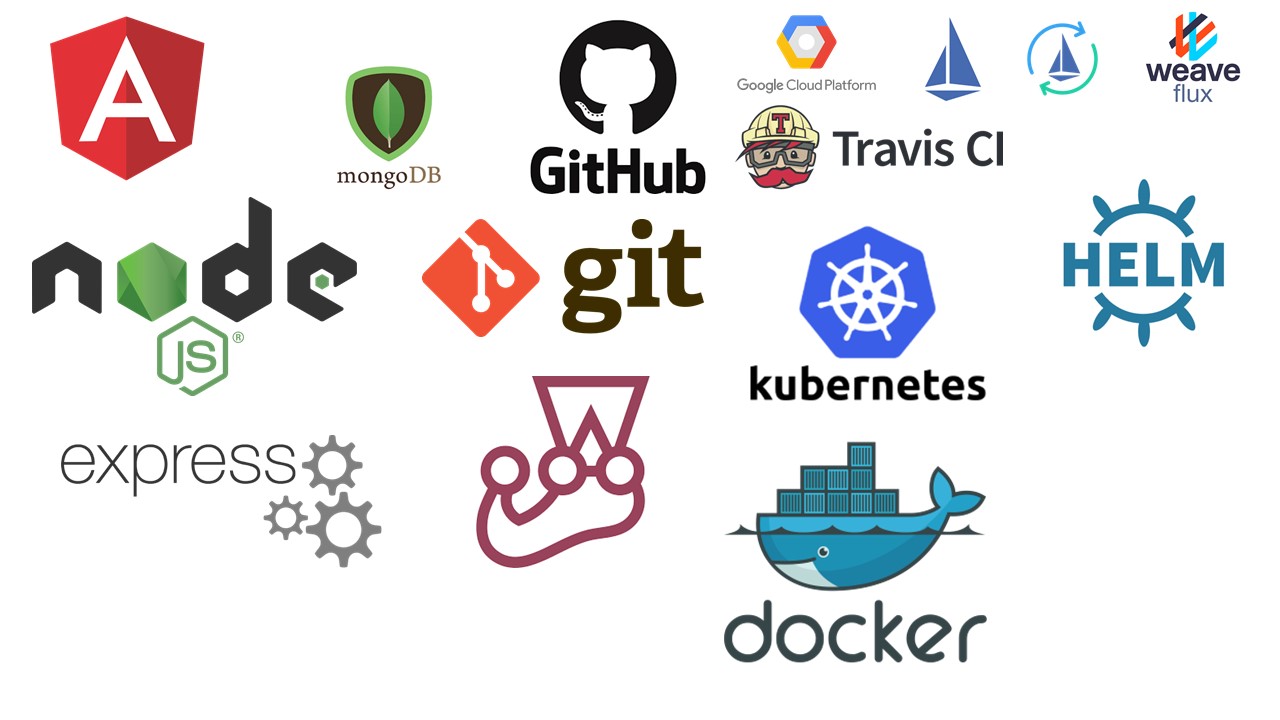 A
mongoDB
GitHub
Google Cloud Platform
weave
flux
T
Travis CI
node
JS®
git
HELM
kubernetes
express
docker